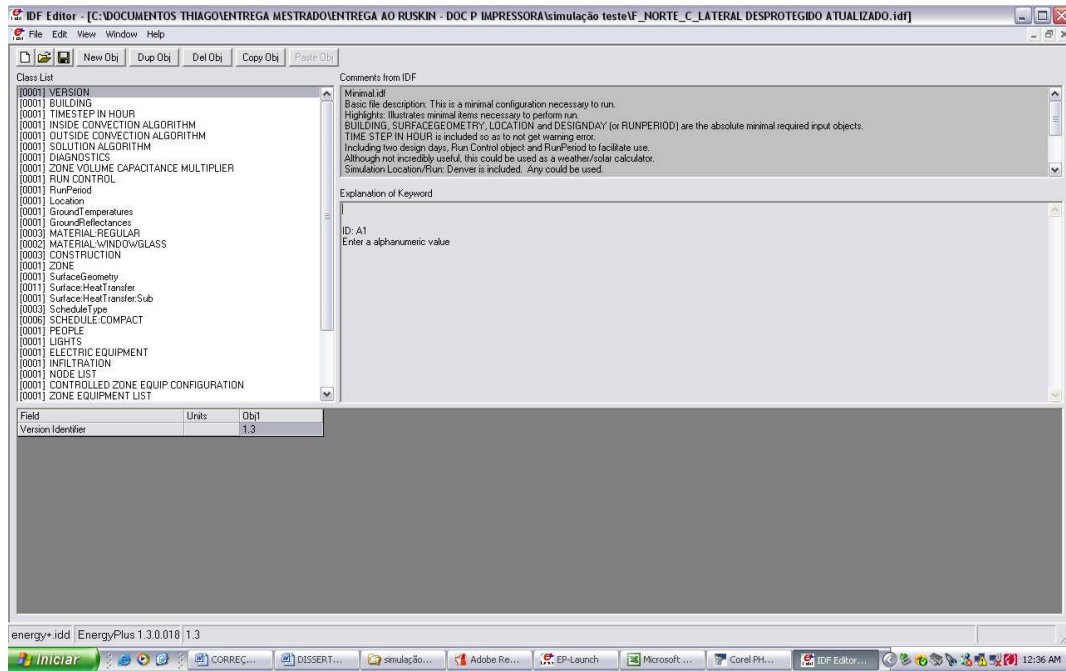 IDF Editor - [C:\DOCUMENTOS THIAGO\ENTREGA MESTRADO\ENTREGA AO RUSKIN - DOC P IMPRESSORA\simulação teste\F_NORTE_C_LATERAL DESPROTEGIDO ATUALIZADO.idf]
File Edit View Window Help
New Obj Dup Obj Del Obj Copy Obj Paste Obj
Class List
[0001] VERSION
[0001] BUILDING
[0001] TIMESTEP IN HOUR
[0001] INSIDE CONVECTION ALGORITHM
[0001] OUTSIDE CONVECTION ALGORITHM
[0001] SOLUTION ALGORITHM
[0001] DIAGNOSTICS
[0001] ZONE VOLUME CAPACITANCE MULTIPLIER
[0001] RUN CONTROL
[0001] RunPeriod
[0001] Location
[0001] GroundTemperatures
[0001] GroundReflectances
[0003] MATERIAL:REGULAR
[0002] MATERIAL:WINDOWGLASS
[0003] CONSTRUCTION
[0001] ZONE
[0001] SurfaceGeometry
[0011] Surface:HeatTransfer
[0001] Surface:HeatTransfer:Sub
[0003] ScheduleType
[0006] SCHEDULE:COMPACT
[0001] PEOPLE
[0001] LIGHTS
[0001] ELECTRIC EQUIPMENT
[0001] INFILTRATION
[0001] NODE LIST
[0001] CONTROLLED ZONE EQUIP CONFIGURATION
[0001] ZONE EQUIPMENT LIST
Comments from IDF
Minimal.idf
Basic file description: This is a minimal configuration necessary to run.
Highlights: Illustrates minimal items necessary to perform run.
BUILDING, SURFACEGEOMETRY, LOCATION and DESIGNDAY (or RUNPERIOD) are the absolute minimal required input objects.
TIME STEP IN HOUR is included so as to not get warning error.
Including two design days, Run Control object and RunPeriod to facilitate use.
Although not incredibly useful, this could be used as a weather/solar calculator.
Simulation Location/Run: Denver is included. Any could be used.
Explanation of Keyword
ID: A1
Enter a alphanumeric value
Field Units Obj1
Version Identifier 1.3
energy+.idd EnergyPlus 1.3.0.018 1.3
Iniciar CORREÇ... DISSERT... simulação... Adobe Re... EP-Launch Microsoft ... Corel PH... IDF Editor... 12:36 AM